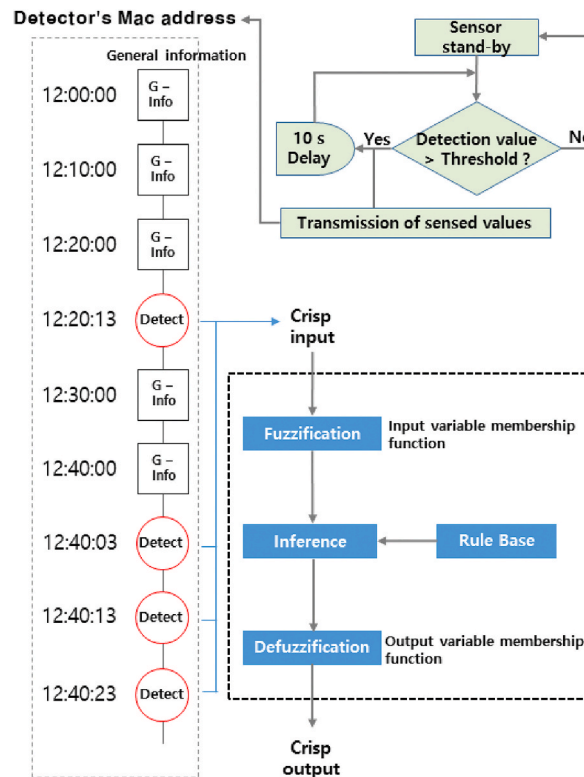 Detector's Mac address
General information
12:00:00
G –
Info
12:10:00
G –
Info
12:20:00
G –
Info
12:20:13
Detect
12:30:00
G –
Info
12:40:00
G –
Info
12:40:03
Detect
12:40:13
Detect
12:40:23
Detect
Sensor
stand-by
10 s
Delay
Yes
Detection value
> Threshold ?
Transmission of sensed values
Crisp
input
Fuzzification
Input variable membership
function
Inference
Rule Base
Defuzzification
Output variable membership
function
Crisp
output